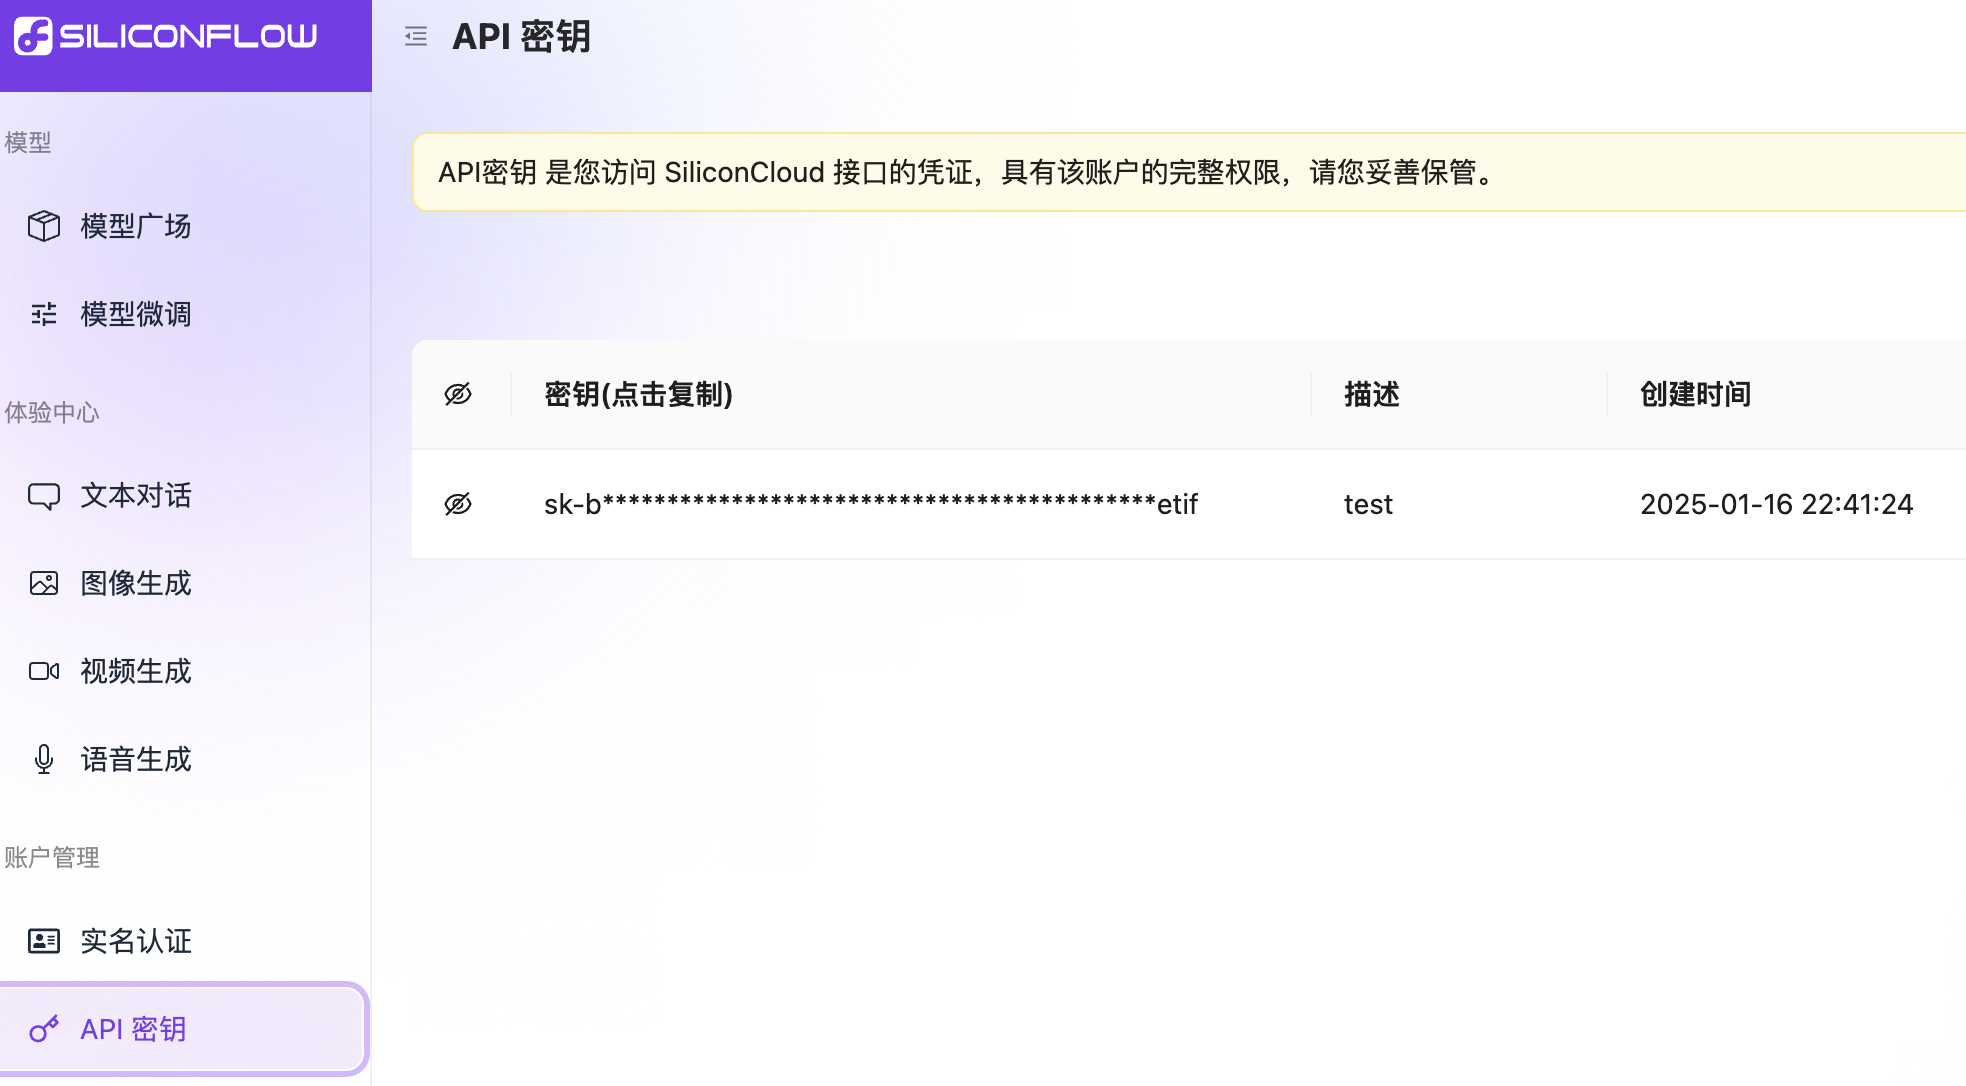 SILICONFLOW
API 密钥
模型
模型广场
模型微调
体验中心
文本对话
图像生成
视频生成
语音生成
账户管理
实名认证
API 密钥
API密钥 是您访问 SiliconCloud 接口的凭证，具有该账户的完整权限，请您妥善保管。
密钥(点击复制) 描述 创建时间
sk-b*******************************************etif test 2025-01-16 22:41:24